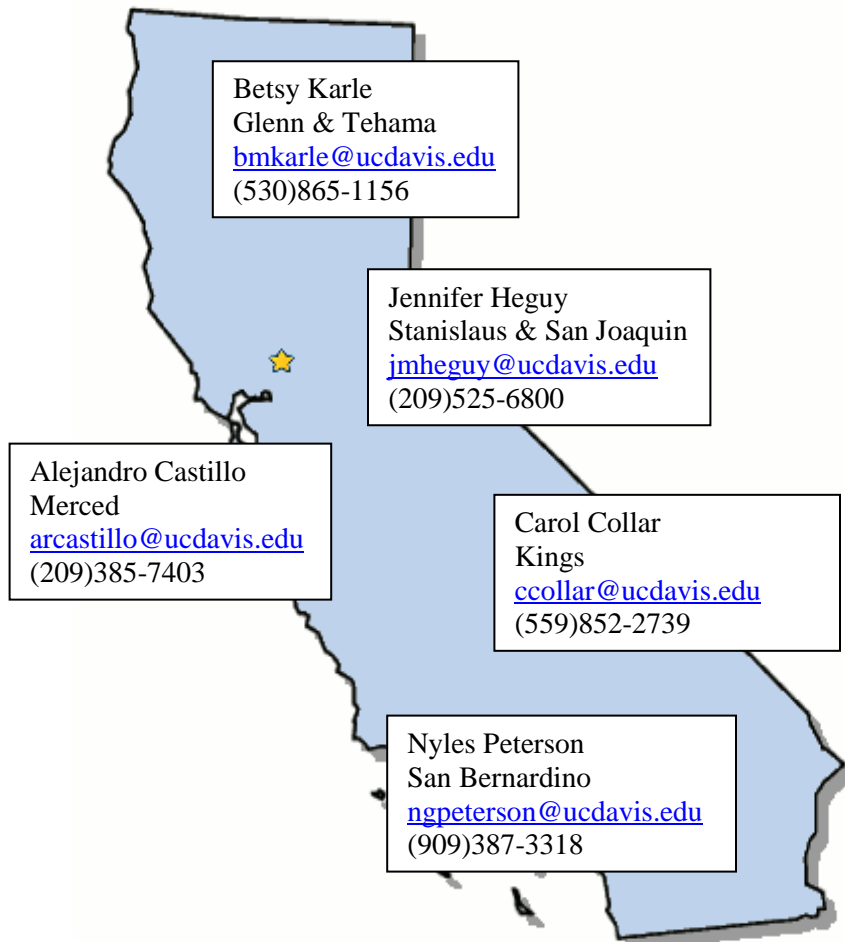 Betsy Karle
Glenn & Tehama
bmkarle@ucdavis.edu
(530)865-1156
Jennifer Heguy
Stanislaus & San Joaquin
jmheguy@ucdavis.edu
(209)525-6800
Alejandro Castillo
Merced
arcastillo@ucdavis.edu
(209)385-7403
Carol Collar
Kings
ccollar@ucdavis.edu
(559)852-2739
Nyles Peterson
San Bernardino
ngpeterson@ucdavis.edu
(909)387-3318